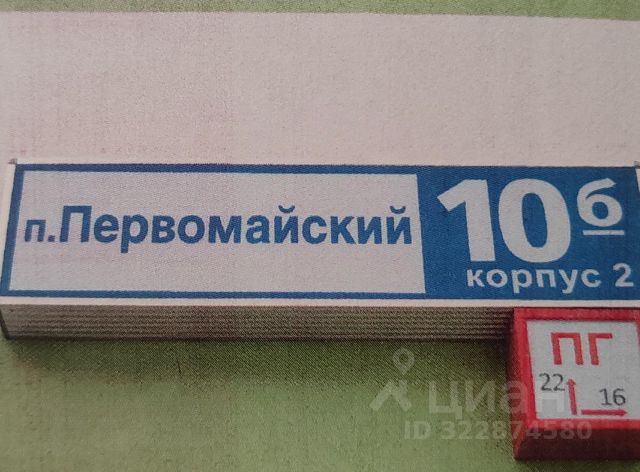 п.Первомайский
10б
корпус 2
ПГ
22
16
циан
ID 322874580